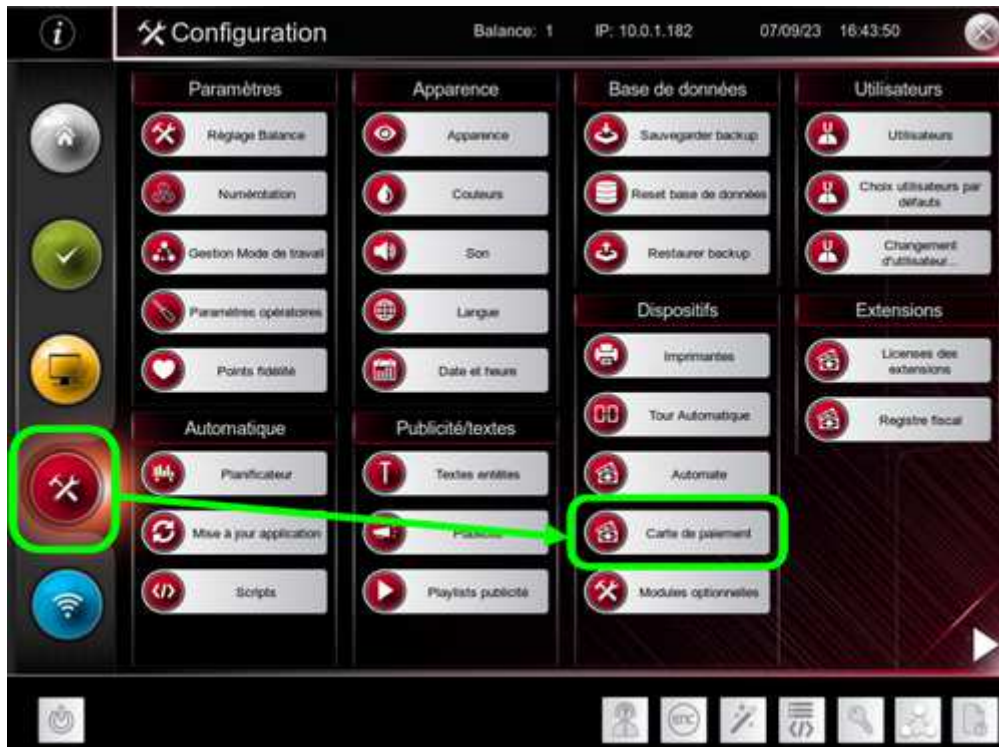 i
Configuration
Balance: 1
IP: 10.0.1.182
07/09/23 16:43:50
Paramètres
Réglage Balance
Numérotation
Gestion Mode de travail
Paramètres opératoires
Points fidélité
Automatique
Planificateur
Mise à jour application
Scripts
Apparence
Apparence
Couleurs
Son
Langue
Date et heure
Publicité/textes
Textes entêtes
Publicité
Playlists publicité
Base de données
Sauvegarder backup
Reset base de données
Restaurer backup
Dispositifs
Imprimantes
Tour Automatique
Automate
Carte de paiement
Modules optionnelles
Utilisateurs
Utilisateurs
Choix utilisateurs par
défauts
Changement
d'utilisateur...
Extensions
Licenses des
extensions
Registre fiscal